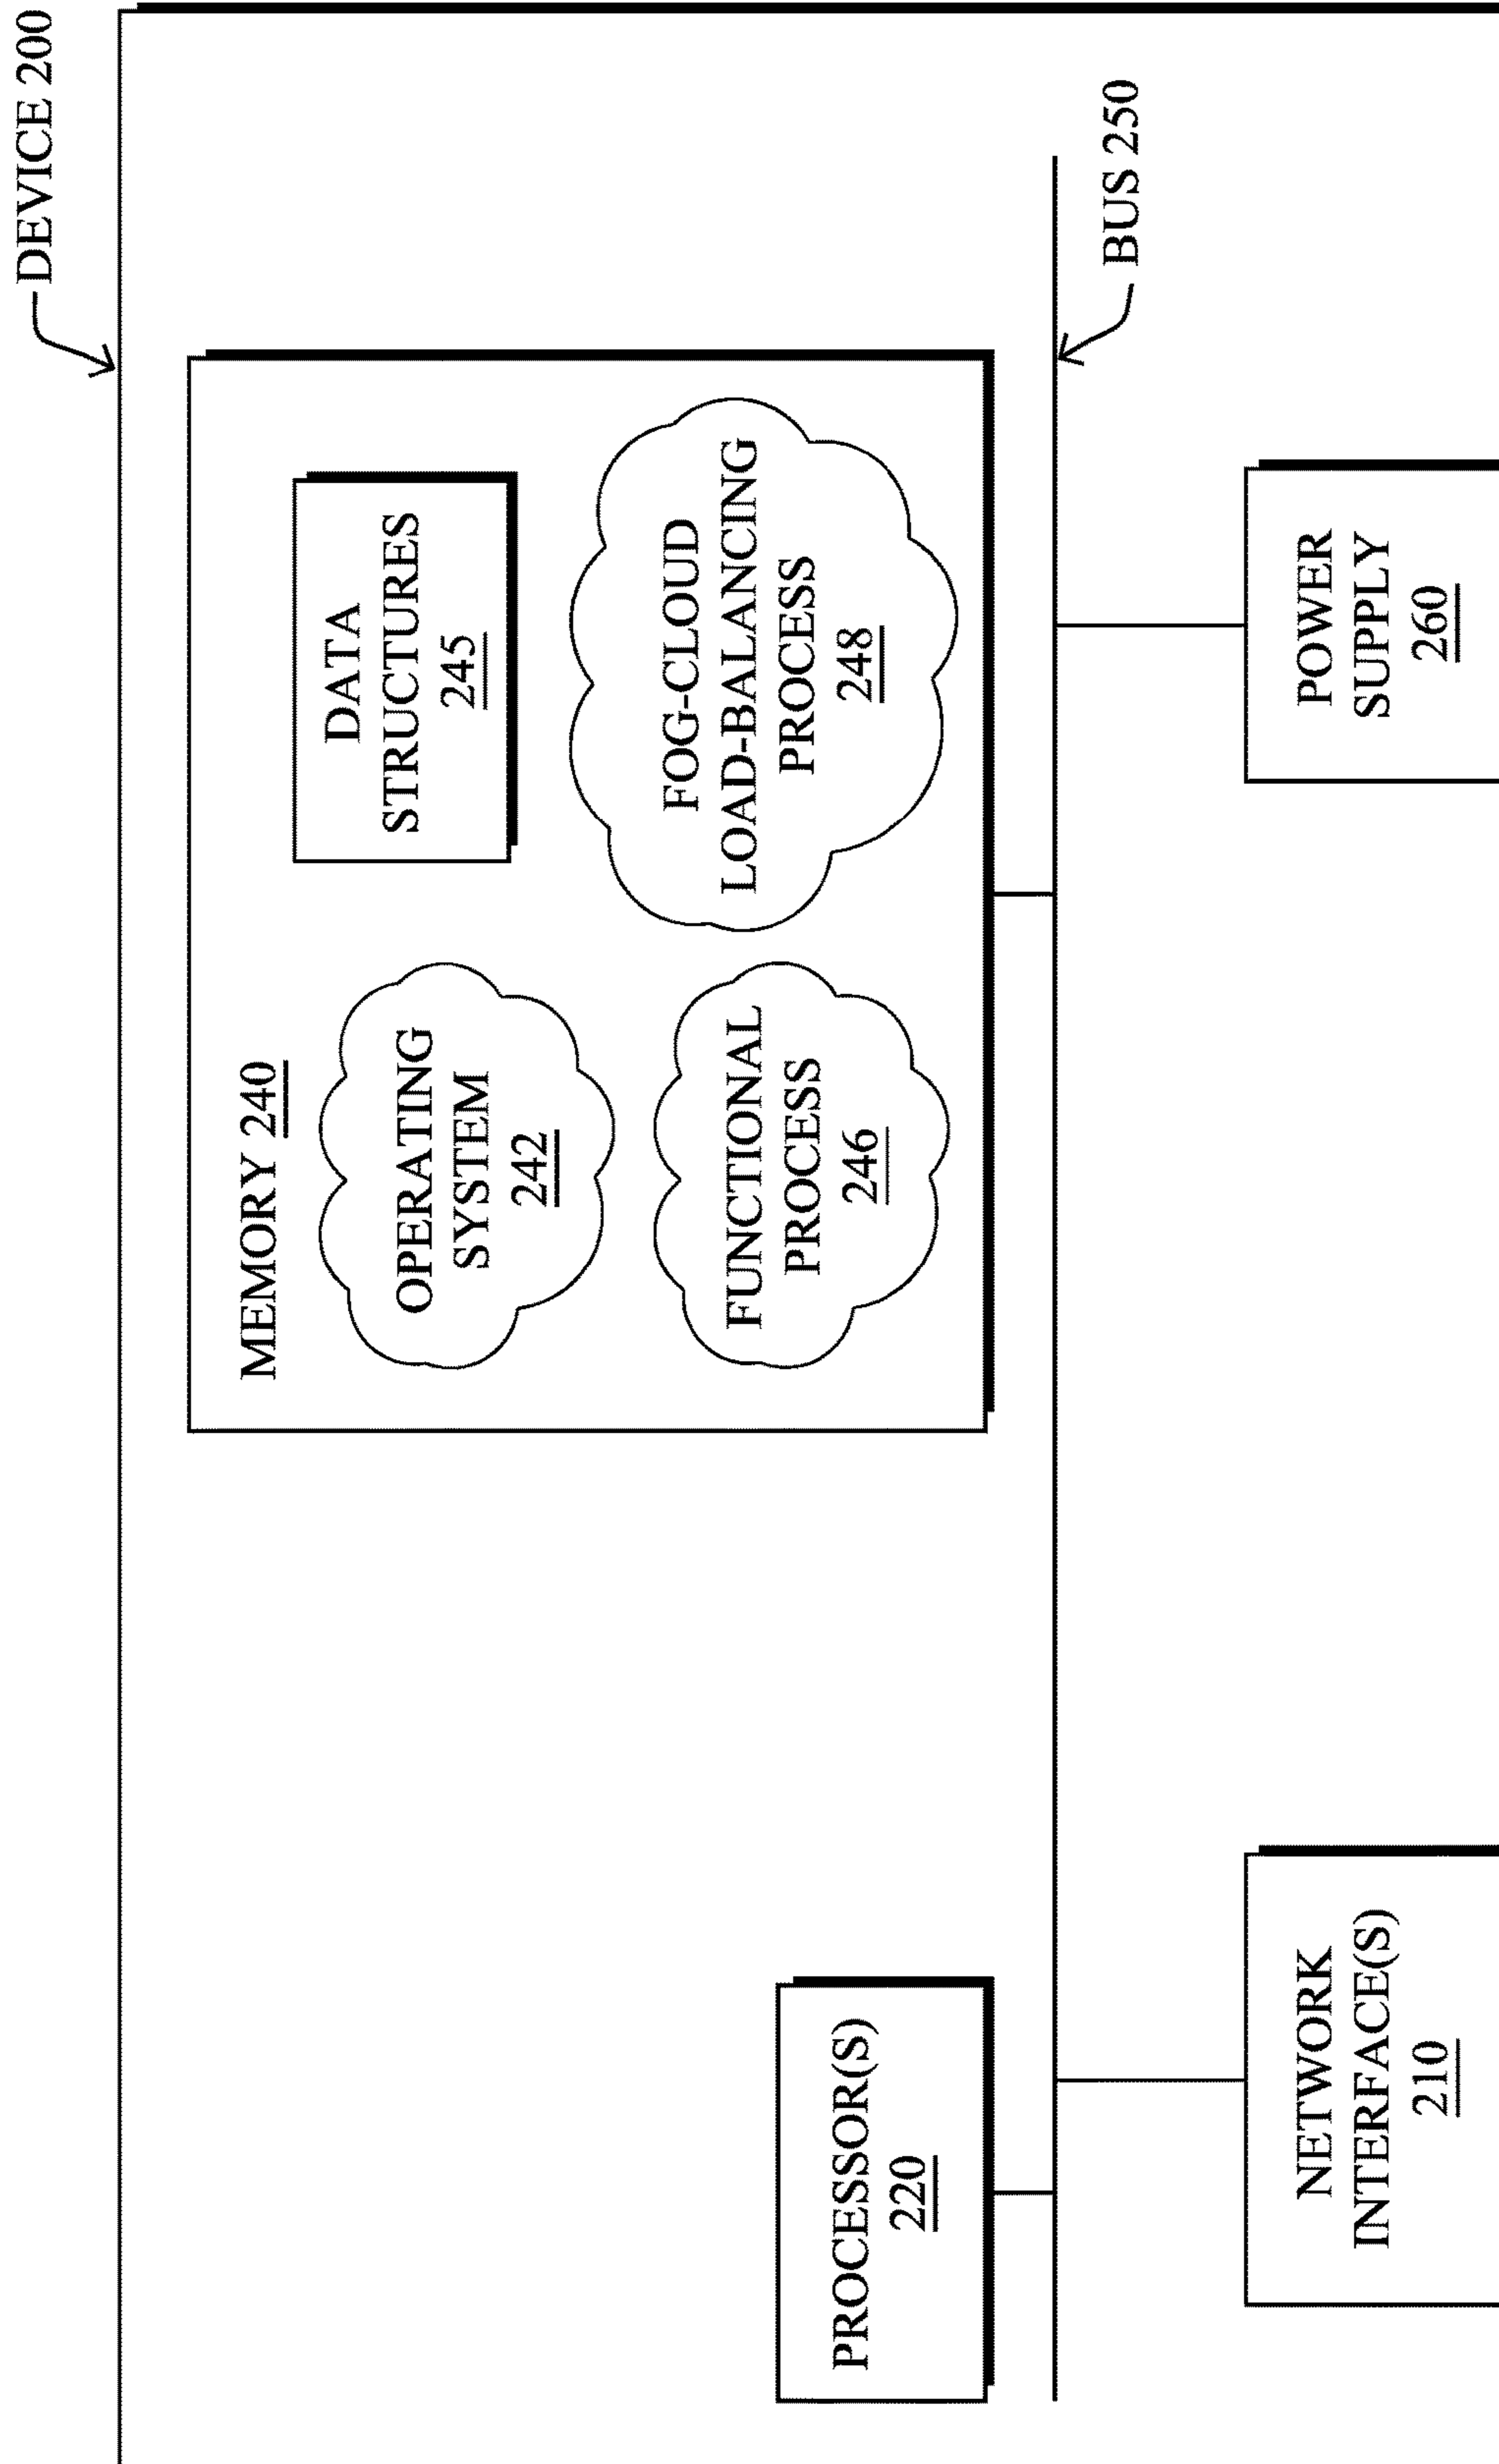 DEVICE 200
MEMORY 240
OPERATING
SYSTEM
242
DATA
STRUCTURES
245
FUNCTIONAL
PROCESS
246
FOG-CLOUD
LOAD-BALANCING
PROCESS
248
PROCESSOR(S)
220
BUS 250
NETWORK
INTERFACE(S)
210
POWER
SUPPLY
260